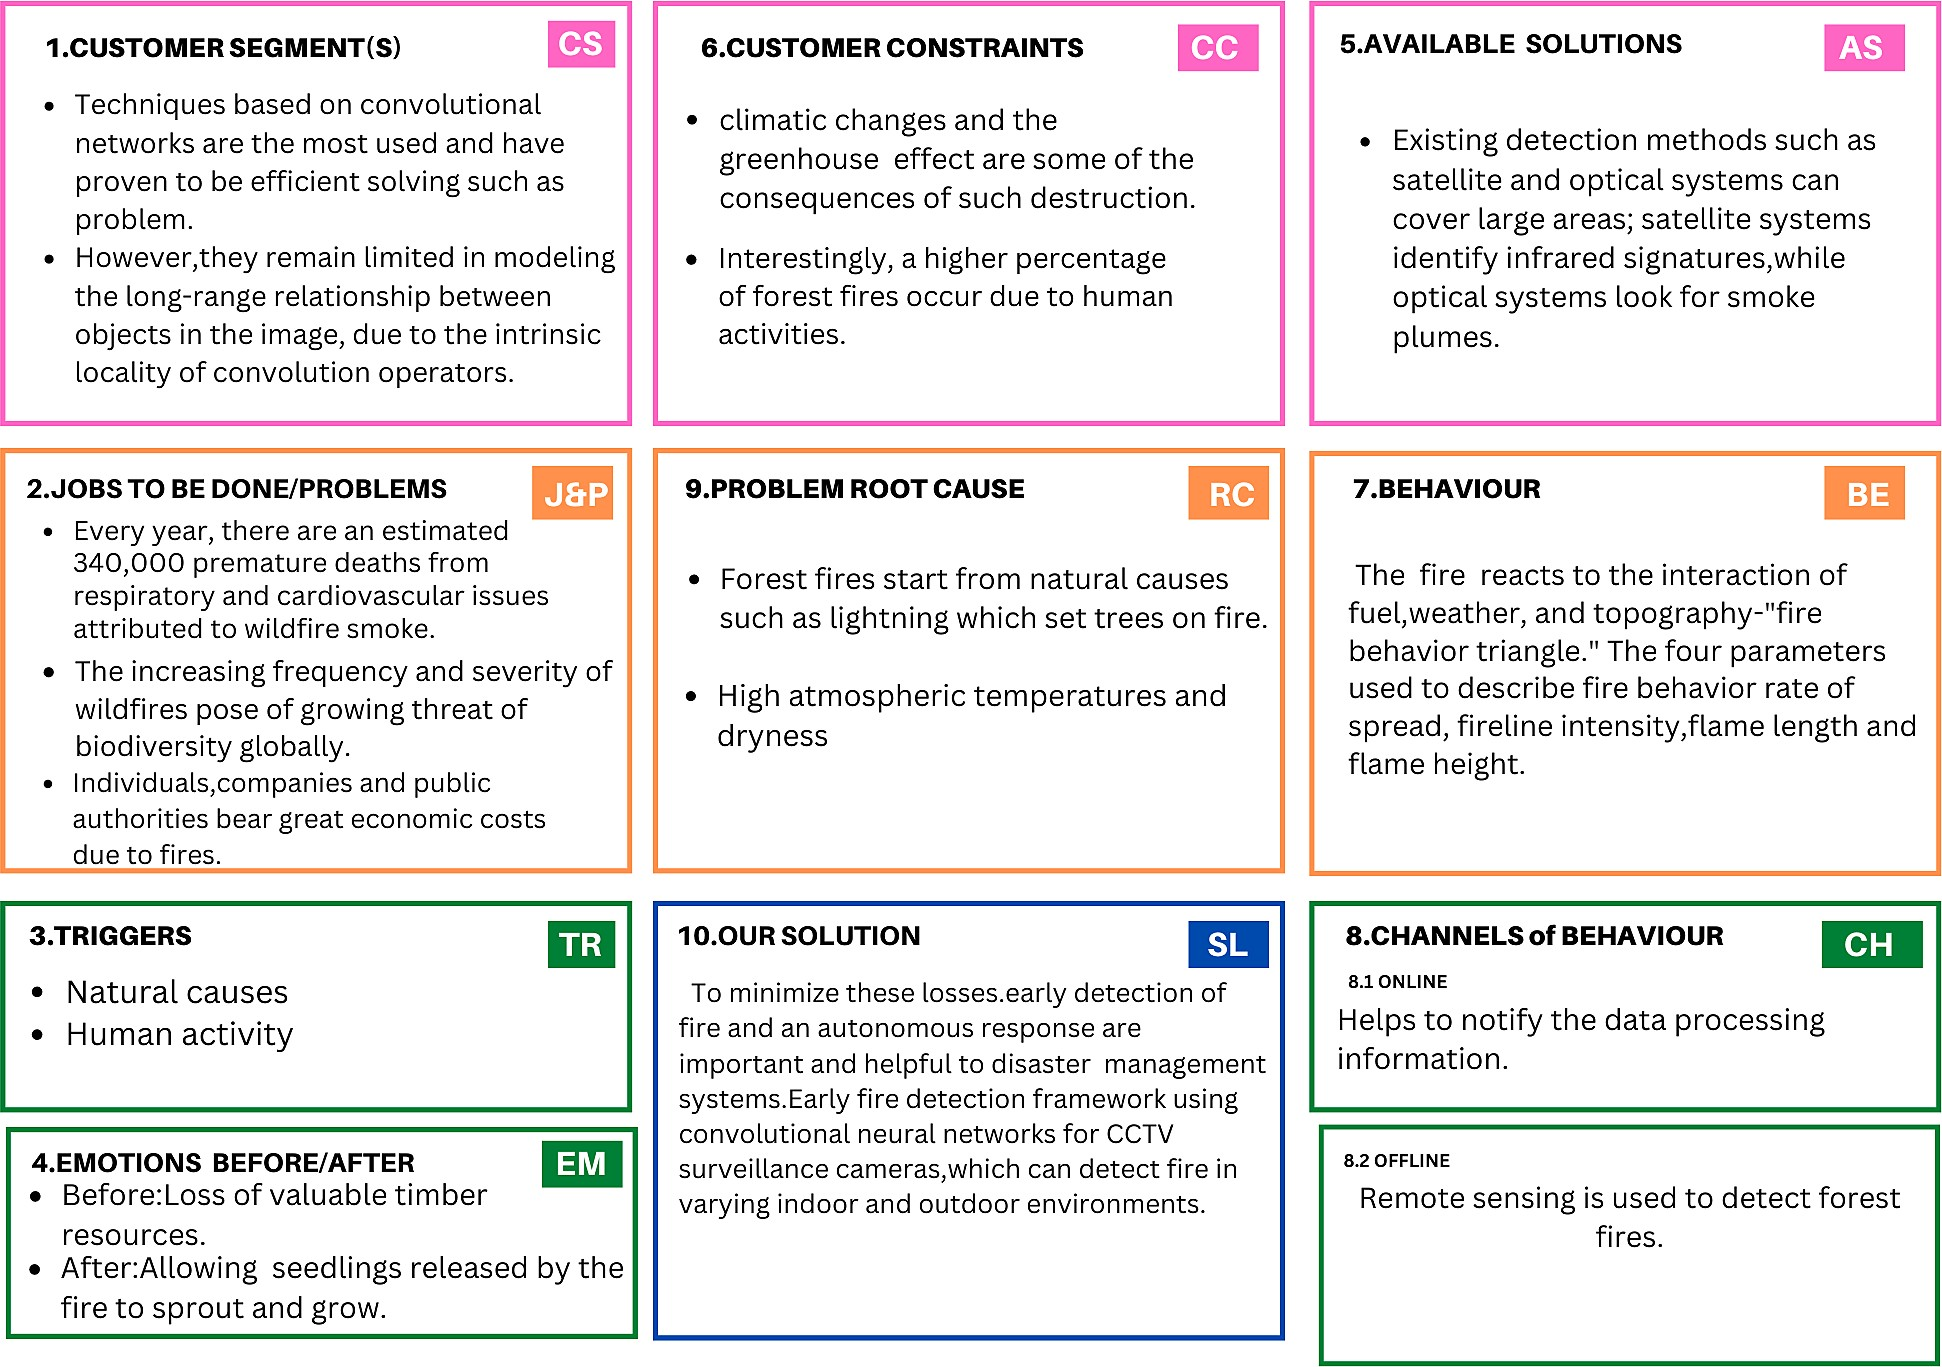 1.CUSTOMER SEGMENT(S)
CS
Techniques based on convolutional
networks are the most used and have
proven to be efficient solving such as
problem.
However,they remain limited in modeling
the long-range relationship between
objects in the image, due to the intrinsic
locality of convolution operators.
6.CUSTOMER CONSTRAINTS
CC
climatic changes and the
greenhouse effect are some of the
consequences of such destruction.
Interestingly, a higher percentage
of forest fires occur due to human
activities.
5.AVAILABLE SOLUTIONS
AS
Existing detection methods such as
satellite and optical systems can
cover large areas; satellite systems
identify infrared signatures,while
optical systems look for smoke
plumes.
2.JOBS TO BE DONE/PROBLEMS
J&P
Every year, there are an estimated
340,000 premature deaths from
respiratory and cardiovascular issues
attributed to wildfire smoke.
The increasing frequency and severity of
wildfires pose of growing threat of
biodiversity globally.
Individuals,companies and public
authorities bear great economic costs
due to fires.
9.PROBLEM ROOT CAUSE
RC
Forest fires start from natural causes
such as lightning which set trees on fire.
High atmospheric temperatures and
dryness
7.BEHAVIOUR
BE
The fire reacts to the interaction of
fuel,weather, and topography-"fire
behavior triangle." The four parameters
used to describe fire behavior rate of
spread, fireline intensity,flame length and
flame height.
3.TRIGGERS
TR
Natural causes
Human activity
4.EMOTIONS BEFORE/AFTER
EM
Before:Loss of valuable timber
resources.
After:Allowing seedlings released by the
fire to sprout and grow.
10.OUR SOLUTION
SL
To minimize these losses.early detection of
fire and an autonomous response are
important and helpful to disaster management
systems.Early fire detection framework using
convolutional neural networks for CCTV
surveillance cameras,which can detect fire in
varying indoor and outdoor environments.
8.CHANNELS of BEHAVIOUR
CH
8.1 ONLINE
Helps to notify the data processing
information.
8.2 OFFLINE
Remote sensing is used to detect forest
fires.